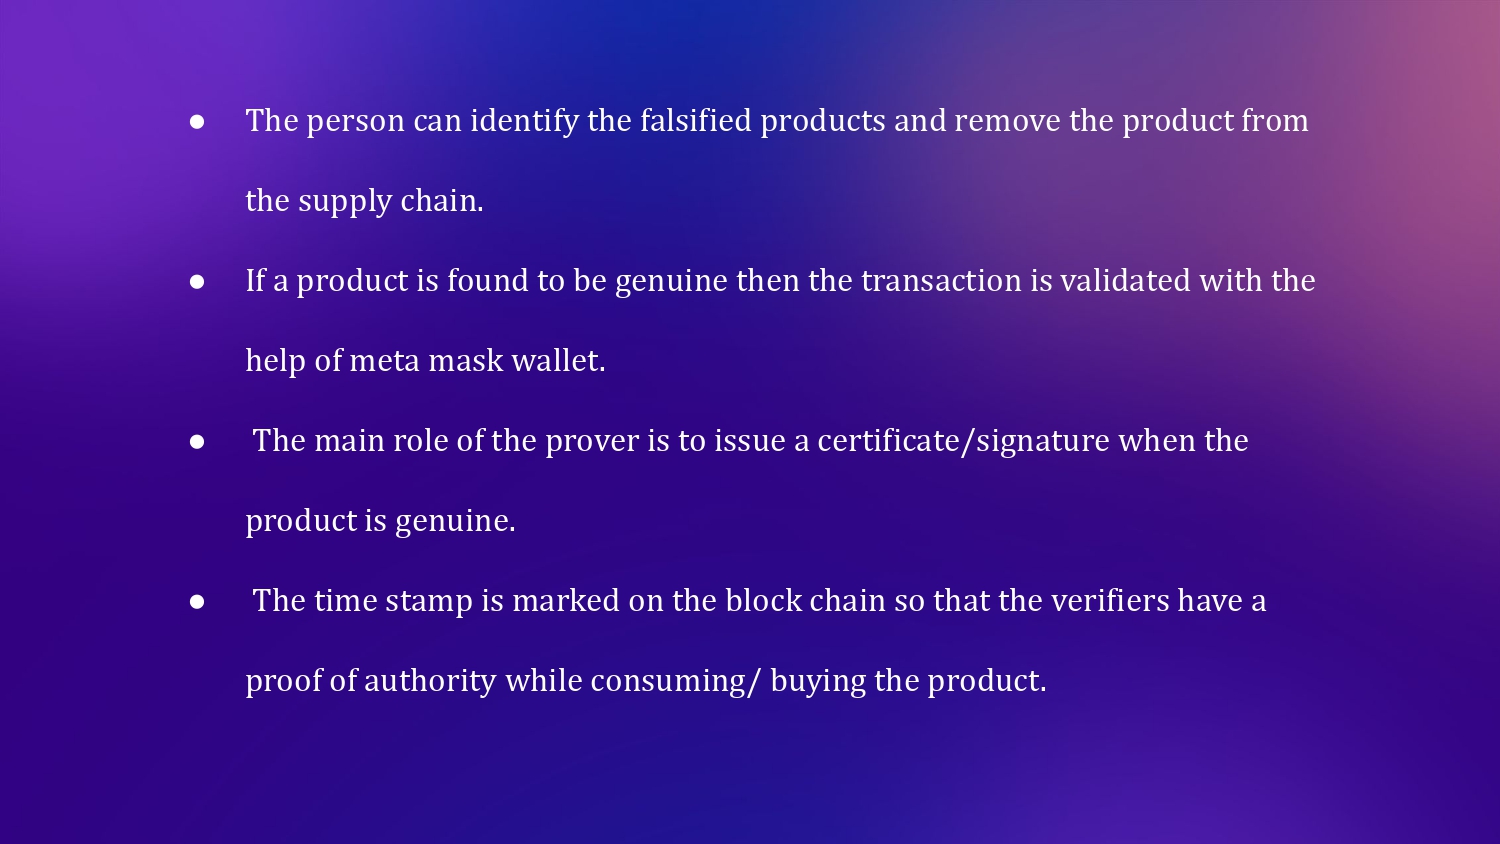 ● The person can identify the falsified products and remove the product from
the supply chain.
● If a product is found to be genuine then the transaction is validated with the
help of meta mask wallet.
● The main role of the prover is to issue a certificate/signature when the
product is genuine.
● The time stamp is marked on the block chain so that the verifiers have a
proof of authority while consuming/ buying the product.